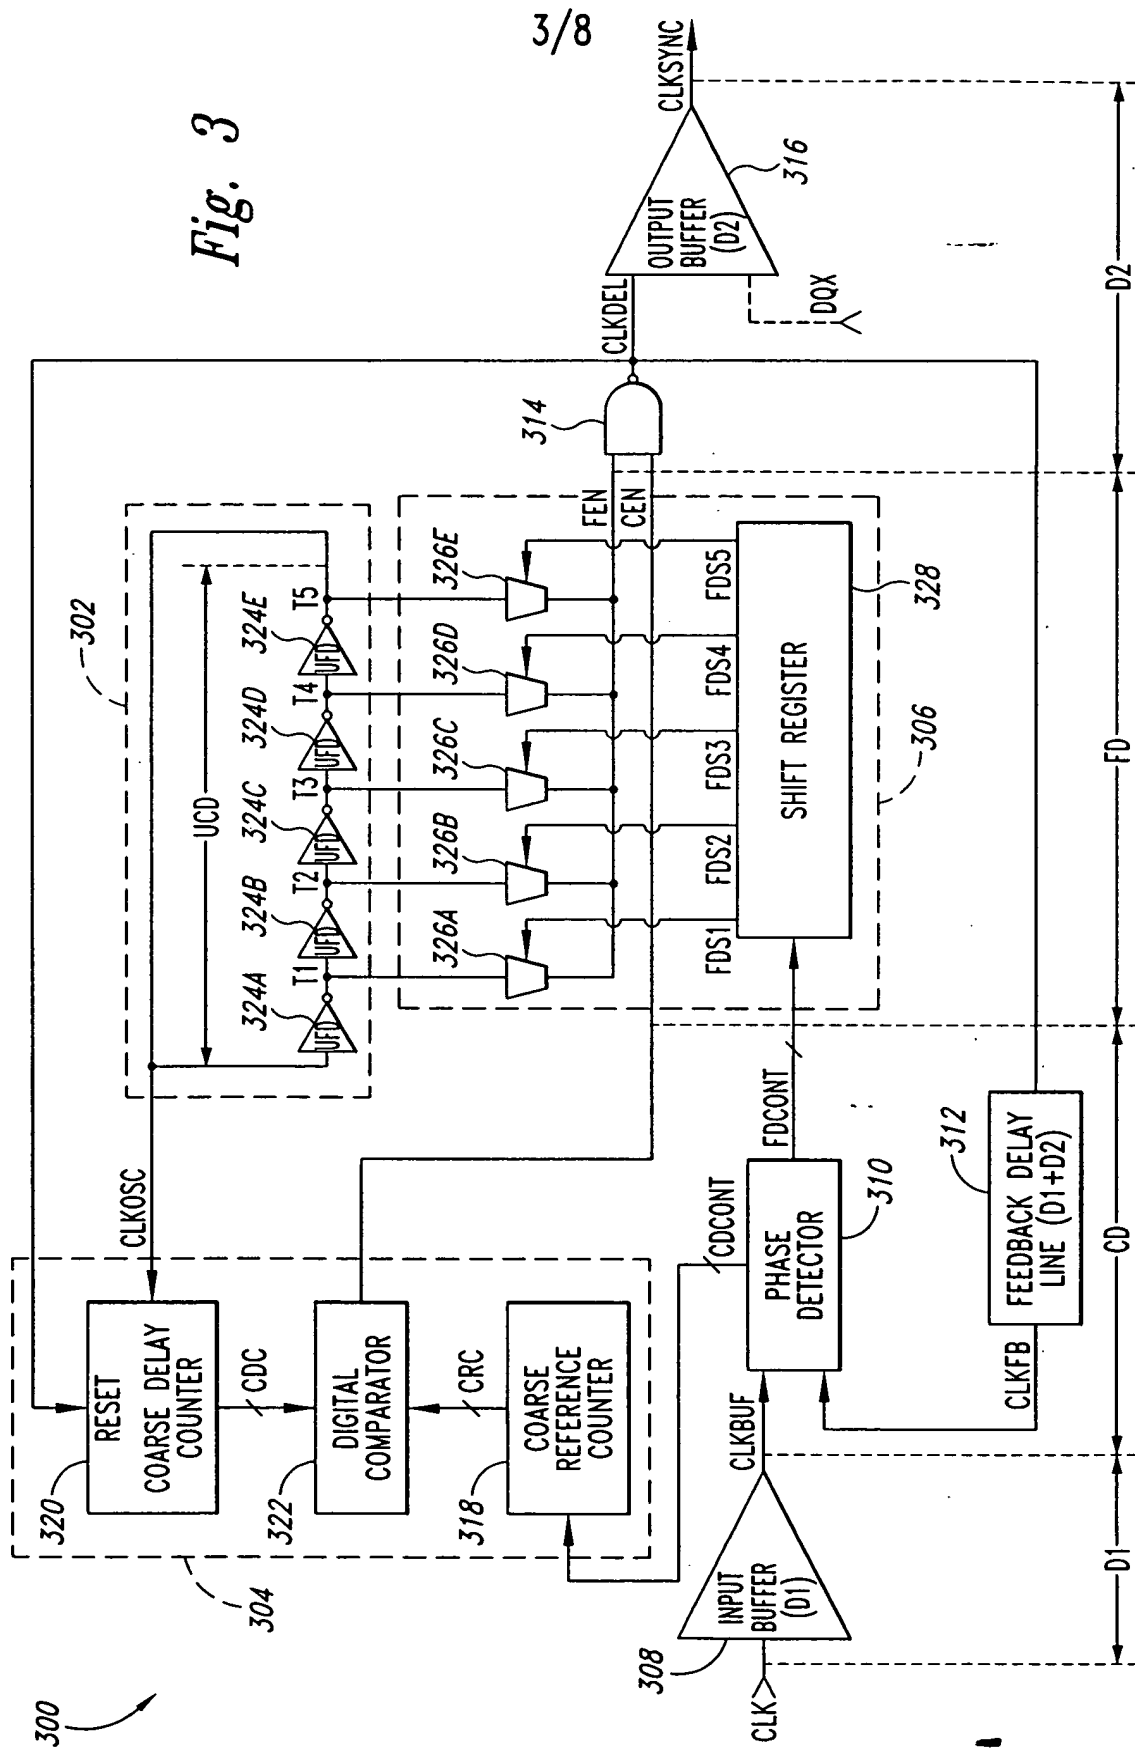 3/8
Fig. 3
300
304
320
RESET
COARSE DELAY
COUNTER
CDC
322
DIGITAL
COMPARATOR
CRC
318
COARSE
REFERENCE
COUNTER
CLKOSC
302
UCD
324A
324B
324C
324D
324E
UFD
UFD
UFD
UFD
UFD
T1
T2
T3
T4
T5
326A
326B
326C
326D
326E
FEN
CEN
FDS1
FDS2
FDS3
FDS4
FDS5
SHIFT REGISTER
328
306
314
CLKDEL
OUTPUT
BUFFER
(D2)
316
CLKSYNC
DQX
CLK
308
INPUT
BUFFER
(D1)
CLKBUF
CDCONT
PHASE
DETECTOR
310
FDCONT
CLKFB
312
FEEDBACK DELAY
LINE (D1+D2)
D1
CD
FD
D2